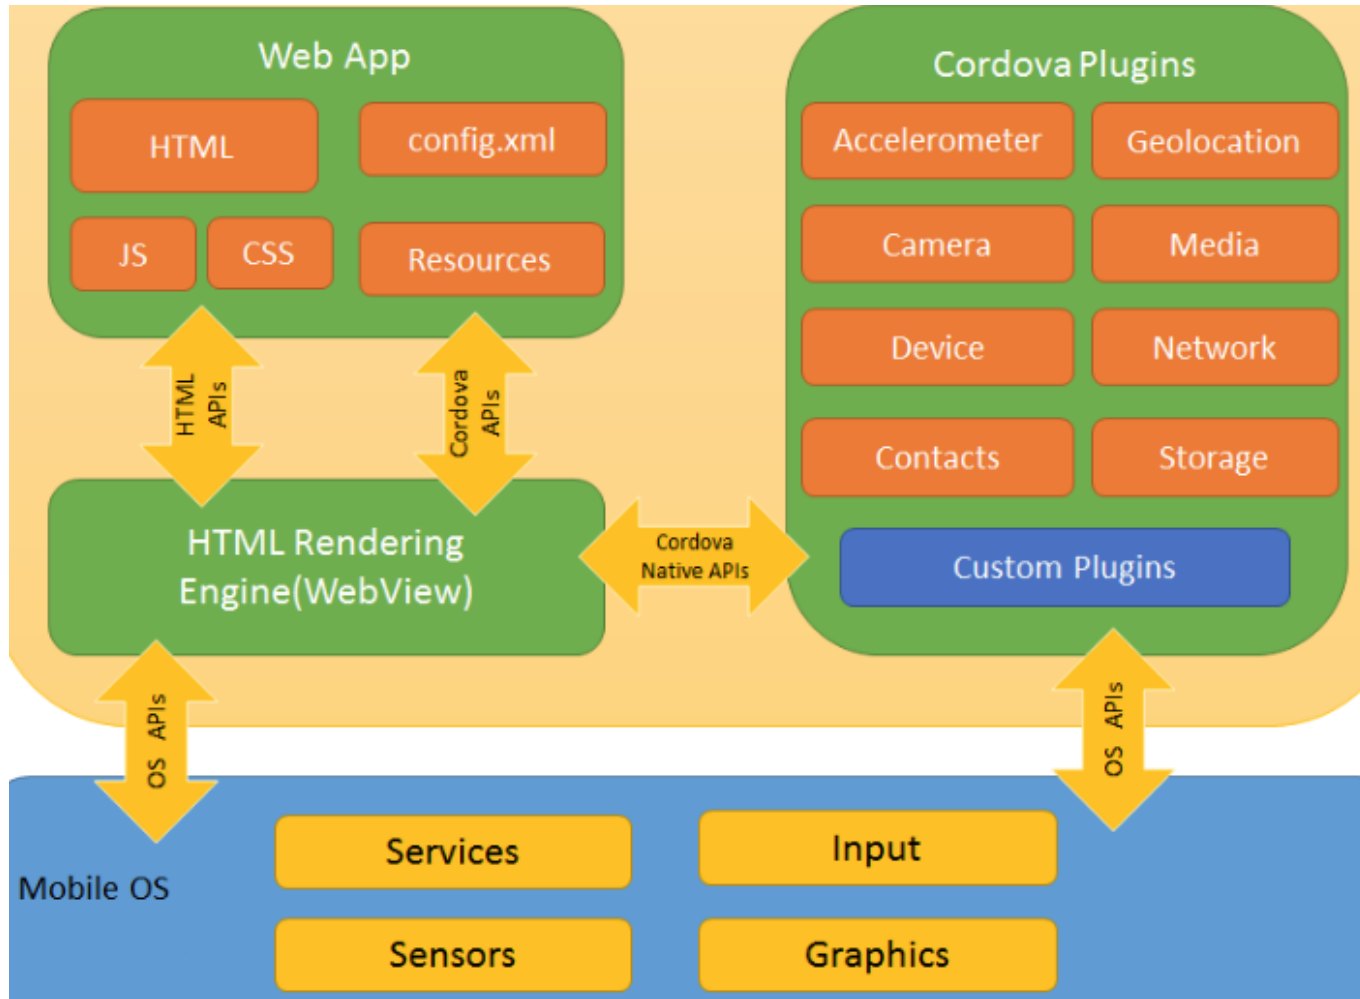 Web App
HTML
config.xml
JS
CSS
Resources
HTML
APIs
Cordova
APIs
HTML Rendering
Engine(WebView)
Cordova
Native APIs
Cordova Plugins
Accelerometer
Geolocation
Camera
Media
Device
Network
Contacts
Storage
Custom Plugins
OS APIs
OS APIs
Mobile OS
Services
Input
Sensors
Graphics